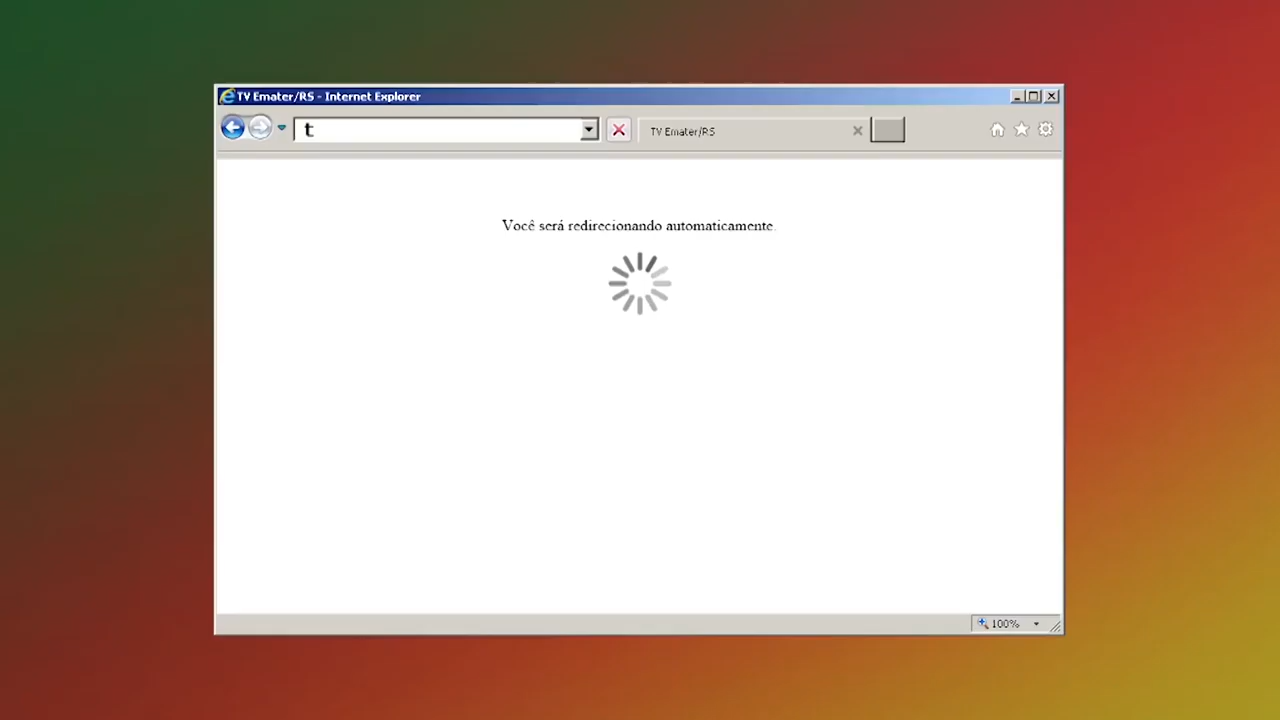 TV Emater/RS - Internet Explorer
t
TV Emater/RS
Você será redirecionando automaticamente.
100%